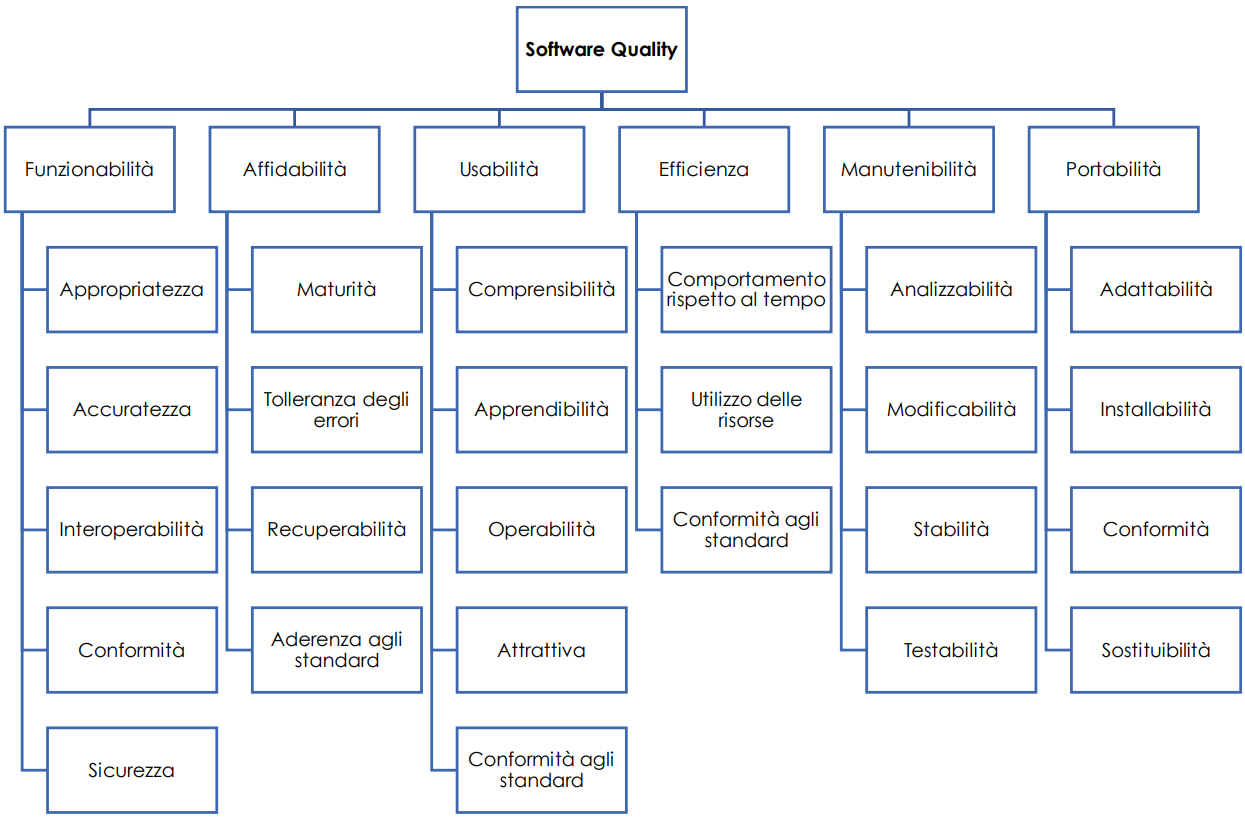 Software Quality
Funzionabilità
Affidabilità
Usabilità
Efficienza
Manutenibilità
Portabilità
Appropriatezza
Accuratezza
Interoperabilità
Conformità
Sicurezza
Maturità
Tolleranza degli
errori
Recuperabilità
Aderenza agli
standard
Comprensibilità
Apprendibilità
Operabilità
Attrattiva
Conformità agli
standard
Comportamento
rispetto al tempo
Utilizzo delle
risorse
Conformità agli
standard
Analizzabilità
Modificabilità
Stabilità
Testabilità
Adattabilità
Installabilità
Conformità
Sostituibilità